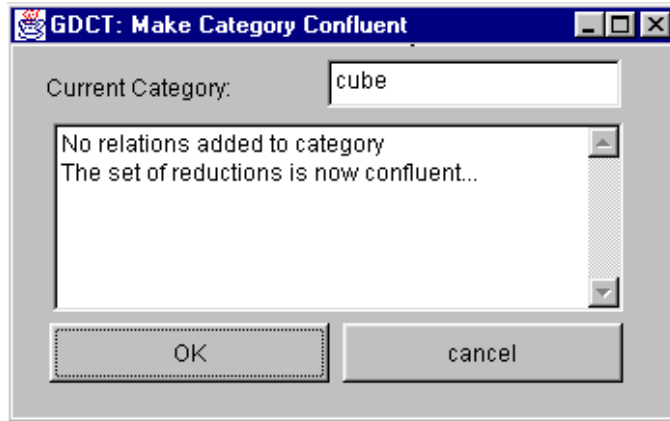 GDCT: Make Category Confluent
Current Category:
cube
No relations added to category
The set of reductions is now confluent...
OK
cancel